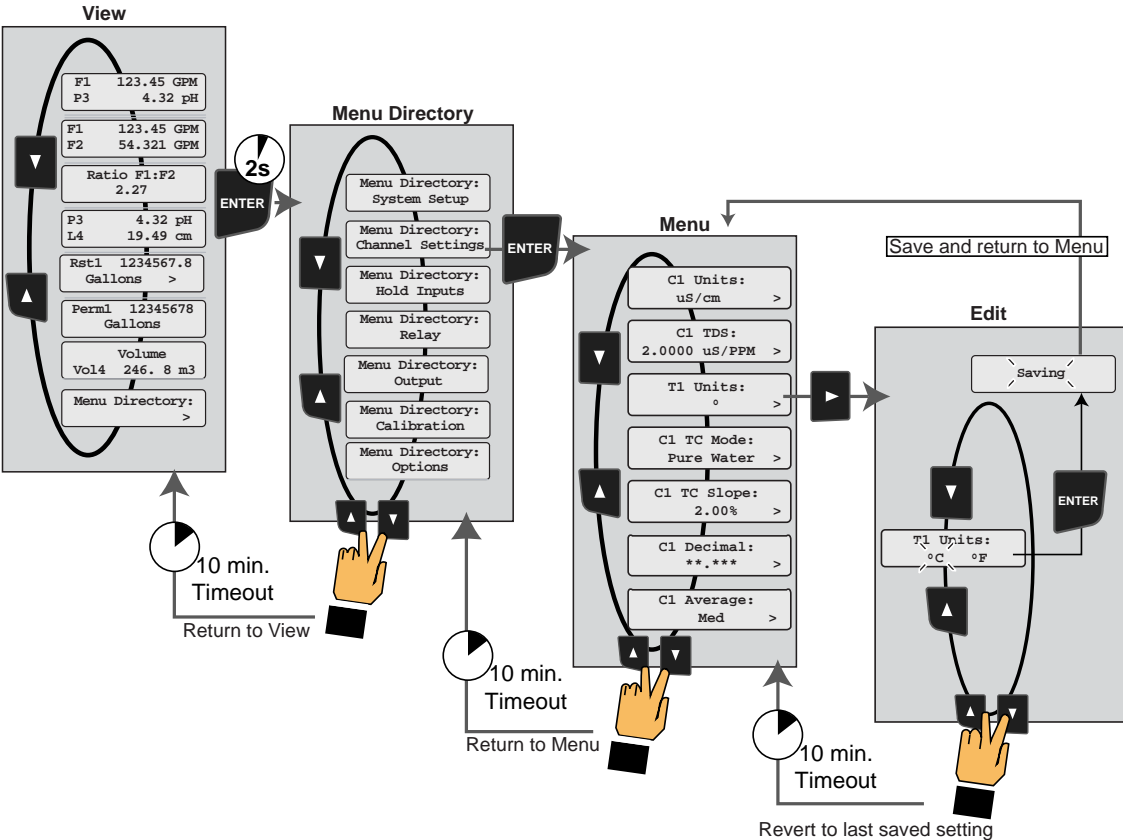 View
F1 123.45 GPM
P3 4.32 pH
F1 123.45 GPM
F2 54.321 GPM
Ratio F1:F2
2.27
P3 4.32 pH
L4 19.49 cm
Rst1 1234567.8
Gallons >
Perm1 12345678
Gallons
Volume
Vol4 246. 8 m3
Menu Directory:
>
10 min.
Timeout
Return to View
2s
ENTER
Menu Directory
Menu Directory:
System Setup
Menu Directory:
Channel Settings
Menu Directory:
Hold Inputs
Menu Directory:
Relay
Menu Directory:
Output
Menu Directory:
Calibration
Menu Directory:
Options
ENTER
10 min.
Timeout
Return to Menu
Menu
C1 Units:
uS/cm >
C1 TDS:
2.0000 uS/PPM >
T1 Units:
° >
C1 TC Mode:
Pure Water >
C1 TC Slope:
2.00% >
C1 Decimal:
**.*** >
C1 Average:
Med >
10 min.
Timeout
Revert to last saved setting
Save and return to Menu
Edit
Saving
ENTER
T1 Units:
°C °F